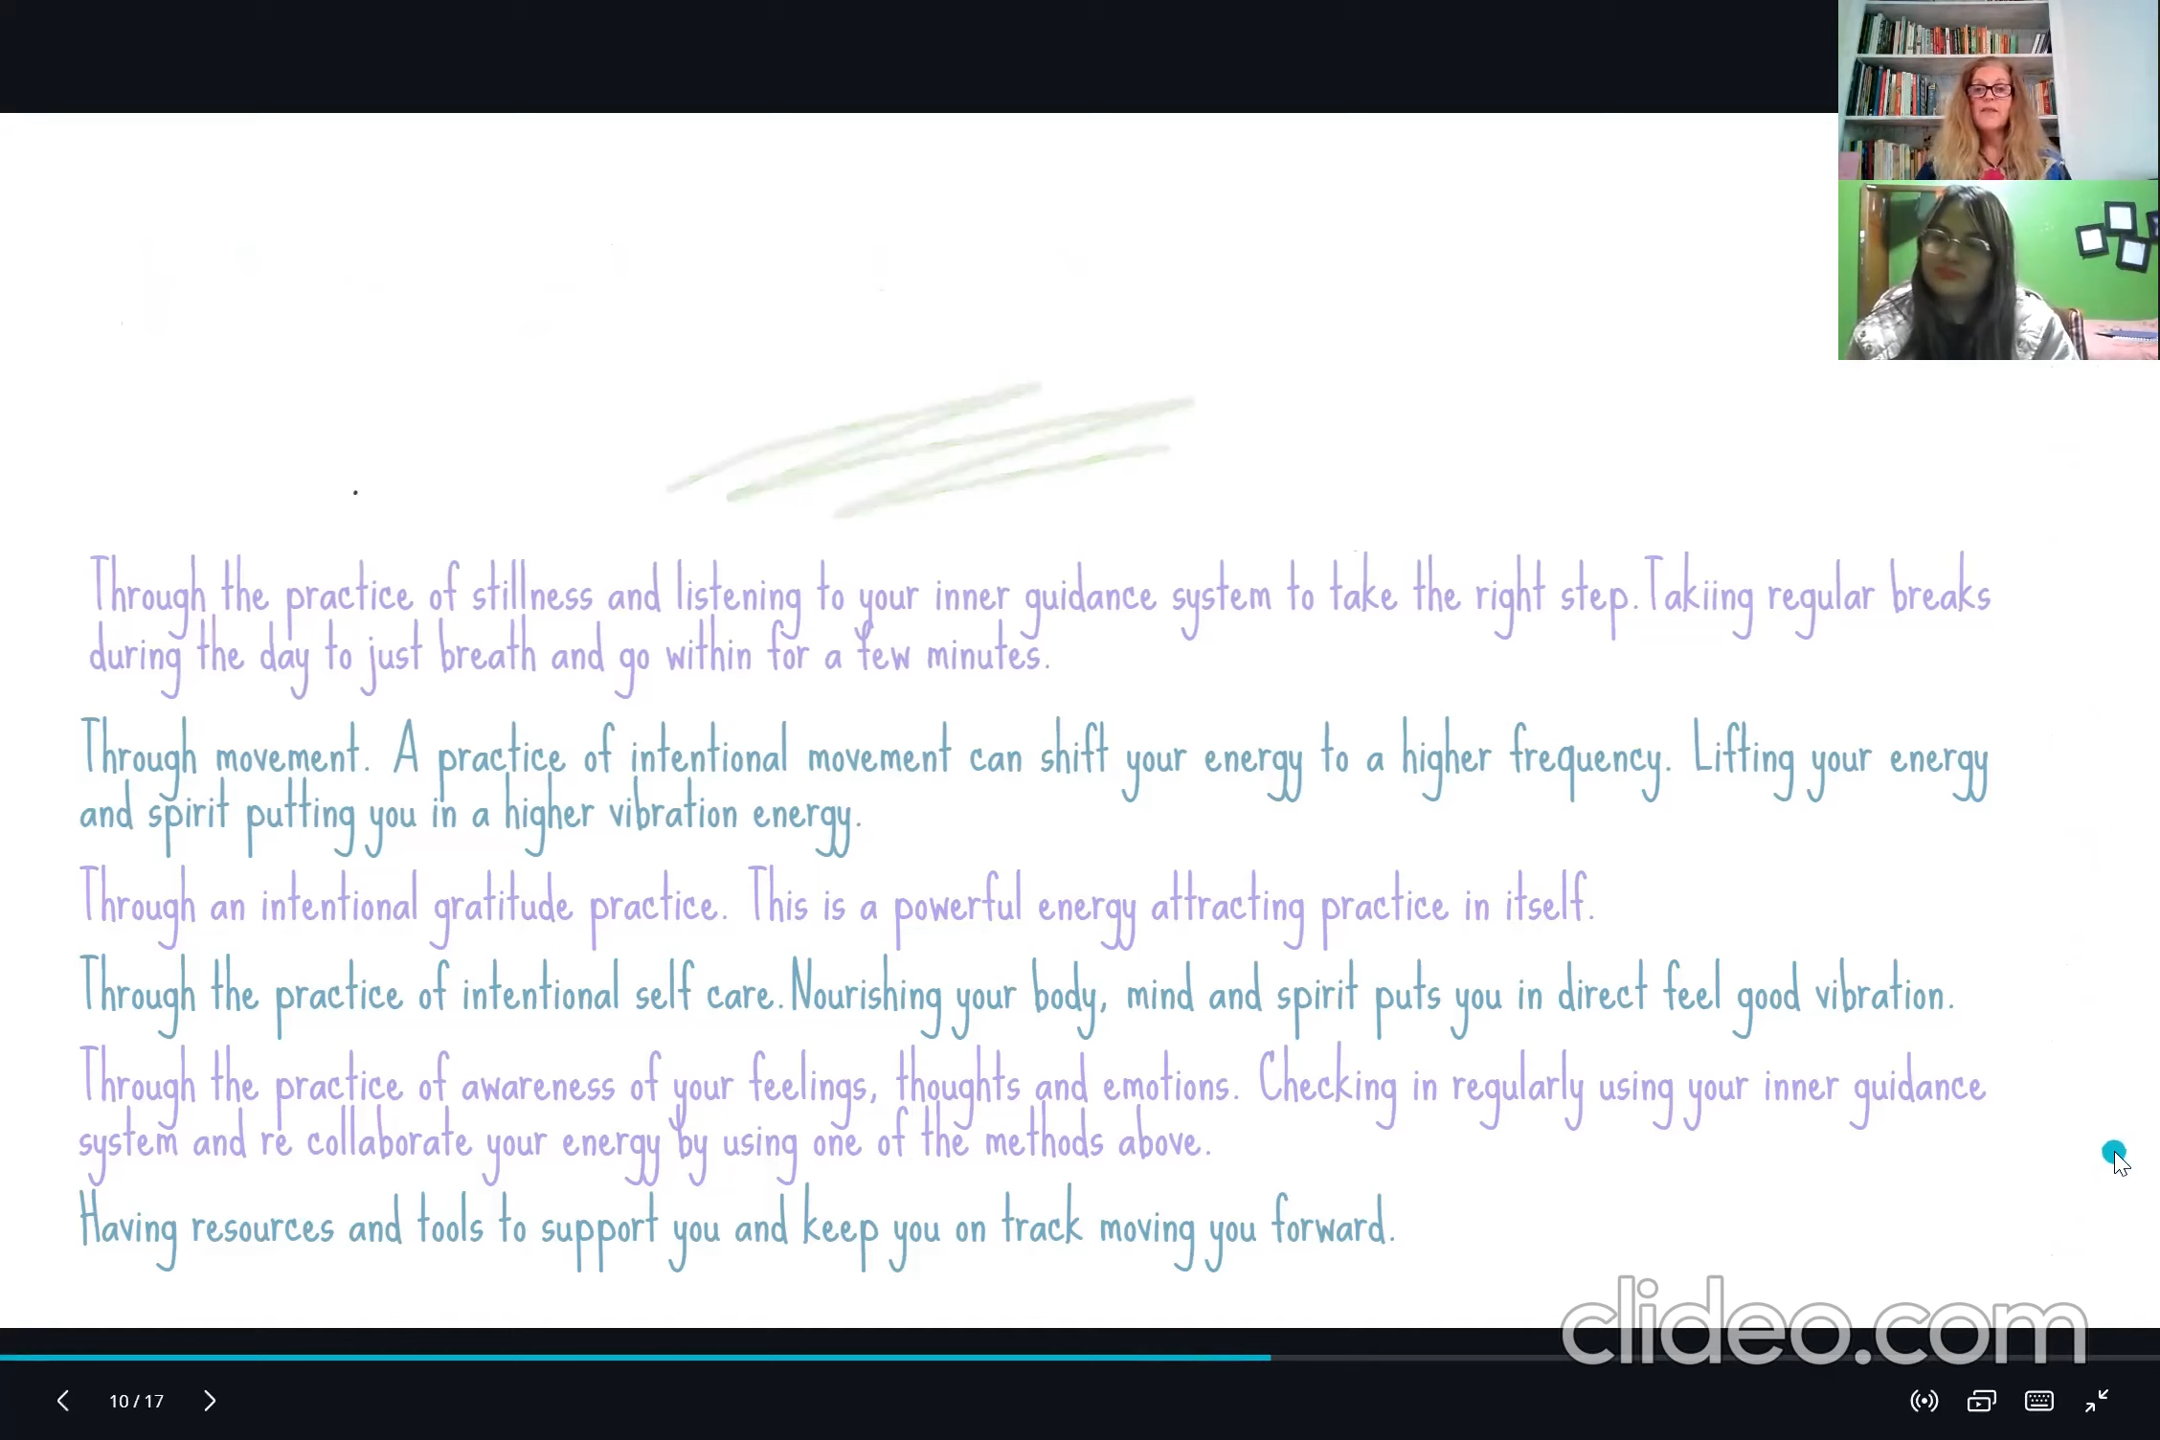 Through the practice of stillness and listening to your inner guidance system to take the right step.Takiing regular breaks
during the day to just breath and go within for a few minutes.
Through movement. A practice of intentional movement can shift your energy to a higher frequency. Lifting your energy
and spirit putting you in a higher vibration energy.
Through an intentional gratitude practice. This is a powerful energy attracting practice in itself.
Through the practice of intentional self care.Nourishing your body, mind and spirit puts you in direct feel good vibration.
Through the practice of awareness of your feelings, thoughts and emotions. Checking in regularly using your inner guidance
system and re collaborate your energy by using one of the methods above.
Having resources and tools to support you and keep you on track moving you forward.
clideo.com
10 / 17